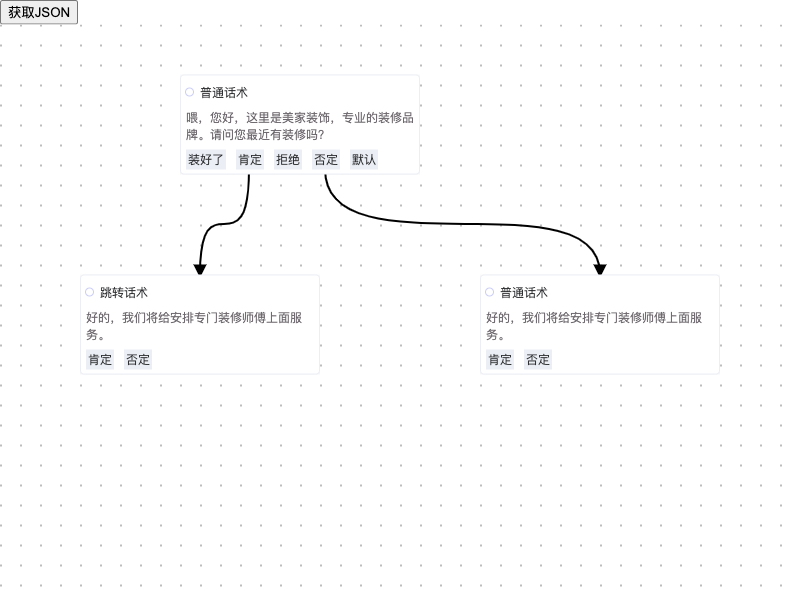 获取JSON
普通话术
喂，您好，这里是美家装饰，专业的装修品
牌。请问您最近有装修吗?
装好了 肯定 拒绝 否定 默认
跳转话术
好的，我们将给安排专门装修师傅上面服
务。
肯定 否定
普通话术
好的，我们将给安排专门装修师傅上面服
务。
肯定 否定